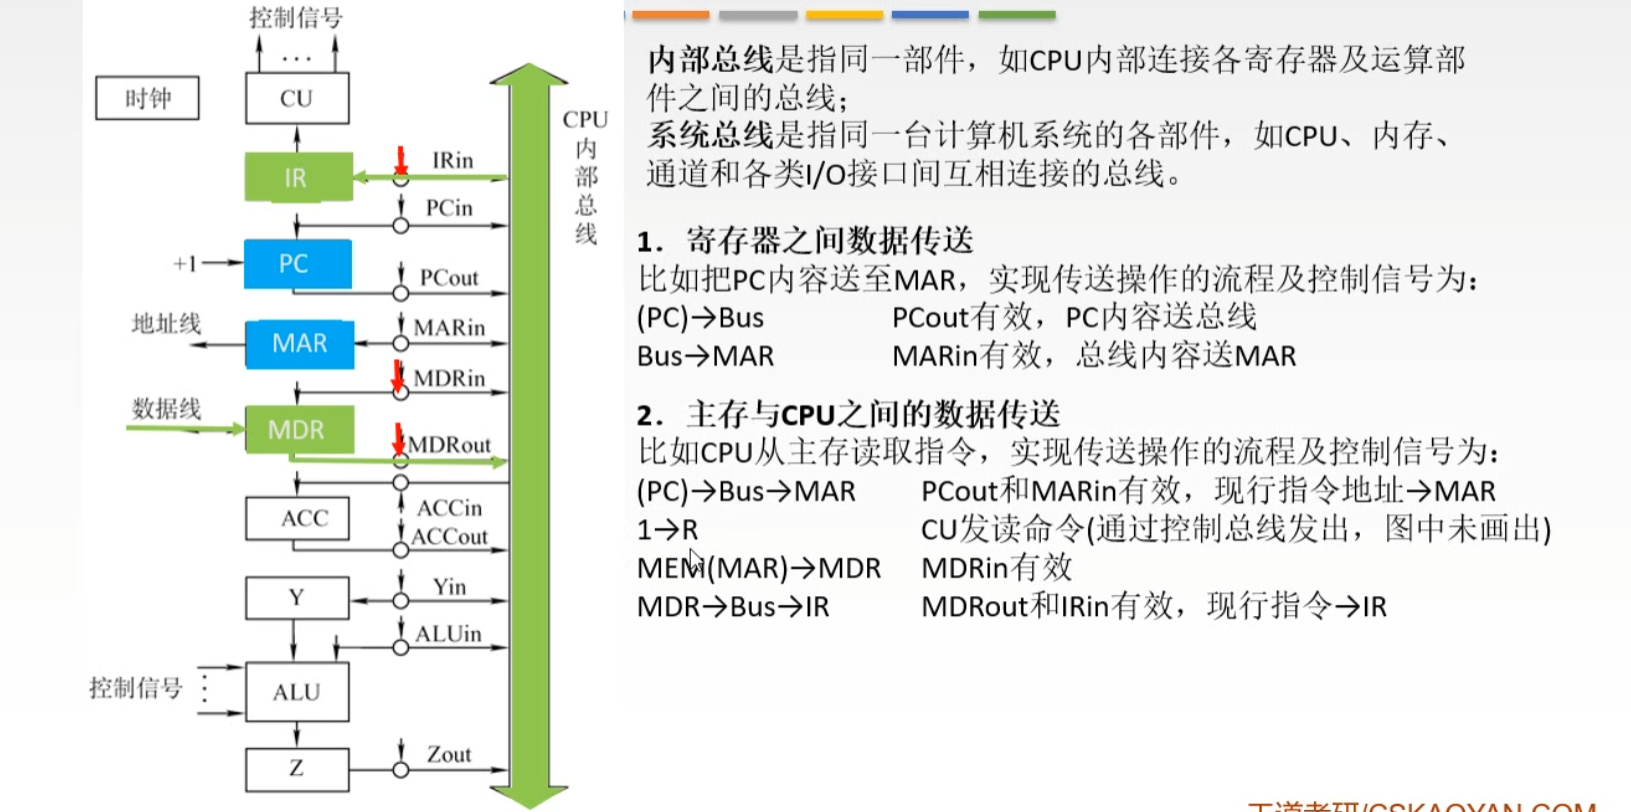 控制信号
...
时钟
CU
IR
IRin
PCin
+1
PC
PCout
地址线
MAR
MARin
MDRin
数据线
MDR
MDRout
ACC
ACCin
ACCout
Y
Yin
ALUin
控制信号
ALU
Z
Zout
CPU
内
部
总
线
内部总线是指同一部件，如CPU内部连接各寄存器及运算部
件之间的总线；
系统总线是指同一台计算机系统的各部件，如CPU、内存、
通道和各类I/O接口间互相连接的总线。
1．寄存器之间数据传送
比如把PC内容送至MAR，实现传送操作的流程及控制信号为：
(PC)→Bus PCout有效，PC内容送总线
Bus→MAR MARin有效，总线内容送MAR
2．主存与CPU之间的数据传送
比如CPU从主存读取指令，实现传送操作的流程及控制信号为：
(PC)→Bus→MAR PCout和MARin有效，现行指令地址→MAR
1→R CU发读命令(通过控制总线发出，图中未画出)
MEM(MAR)→MDR MDRin有效
MDR→Bus→IR MDRout和IRin有效，现行指令→IR
王道考研/CSKAOYAN.COM